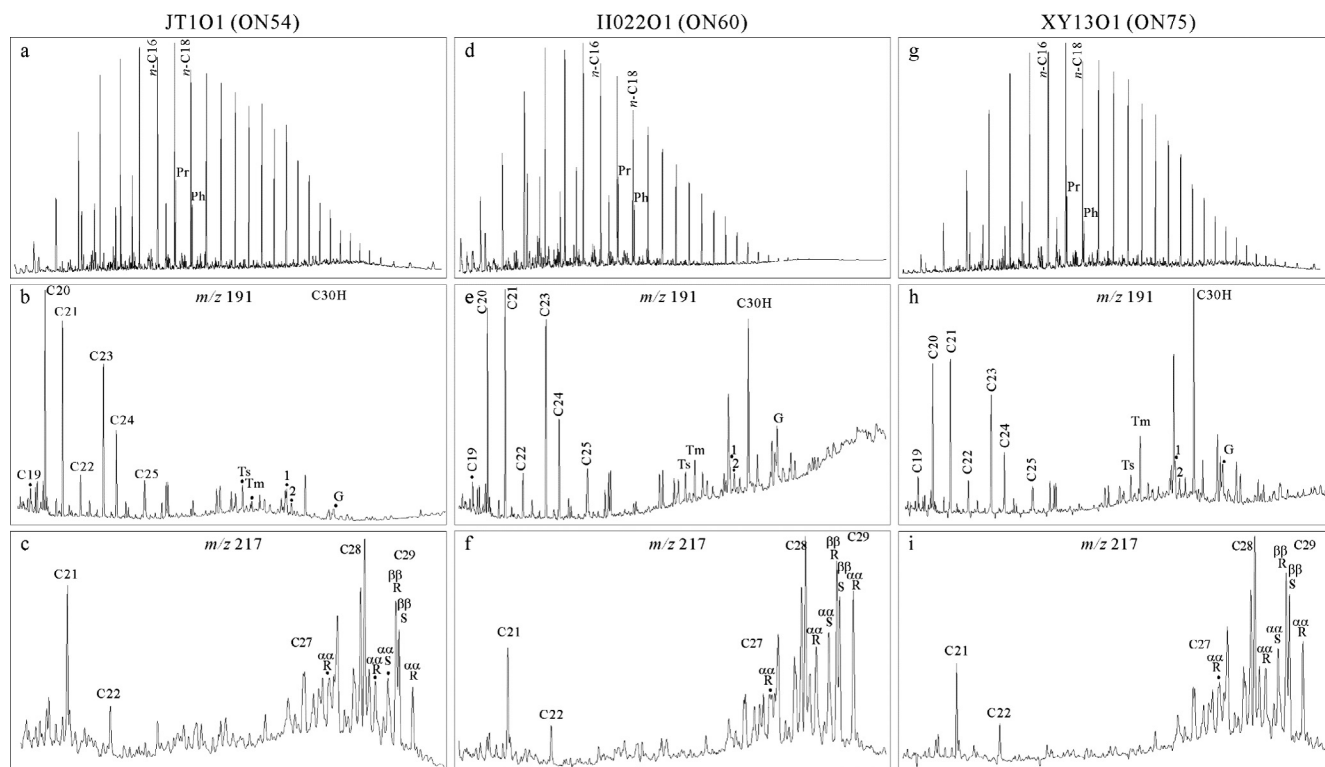 JT1O1 (ON54)
II022O1 (ON60)
XY13O1 (ON75)
a
n-C16
n-C18
Pr
Ph
d
n-C16
n-C18
Pr
Ph
g
n-C16
n-C18
Pr
Ph
b
m/z 191
C30H
C20
C21
C23
C24
C19
C22
C25
Ts
Tm
1
2
G
e
m/z 191
C30H
C20
C21
C23
C24
C19
C22
C25
Ts
Tm
1
2
G
h
m/z 191
C30H
C20
C21
C23
C24
C19
C22
C25
Ts
Tm
1
2
G
c
m/z 217
C21
C22
C27
αα
R
C28
αα
R
αα
S
C29
ββ
R
ββ
S
αα
R
f
m/z 217
C21
C22
C27
αα
R
C28
αα
R
αα
S
C29
ββ
R
ββ
S
αα
R
i
m/z 217
C21
C22
C27
αα
R
C28
αα
R
αα
S
C29
ββ
R
ββ
S
αα
R